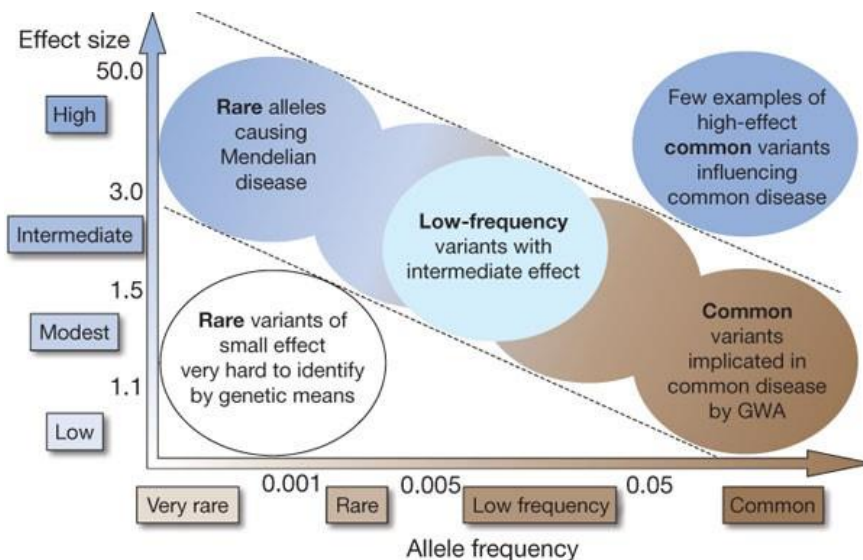 Effect size
50.0
High
3.0
Intermediate
1.5
Modest
1.1
Low
Rare alleles
causing
Mendelian
disease
Few examples of
high-effect
common variants
influencing
common disease
Low-frequency
variants with
intermediate effect
Rare variants of
small effect
very hard to identify
by genetic means
Common
variants
implicated in
common disease
by GWA
0.001
0.005
0.05
Very rare
Rare
Low frequency
Common
Allele frequency